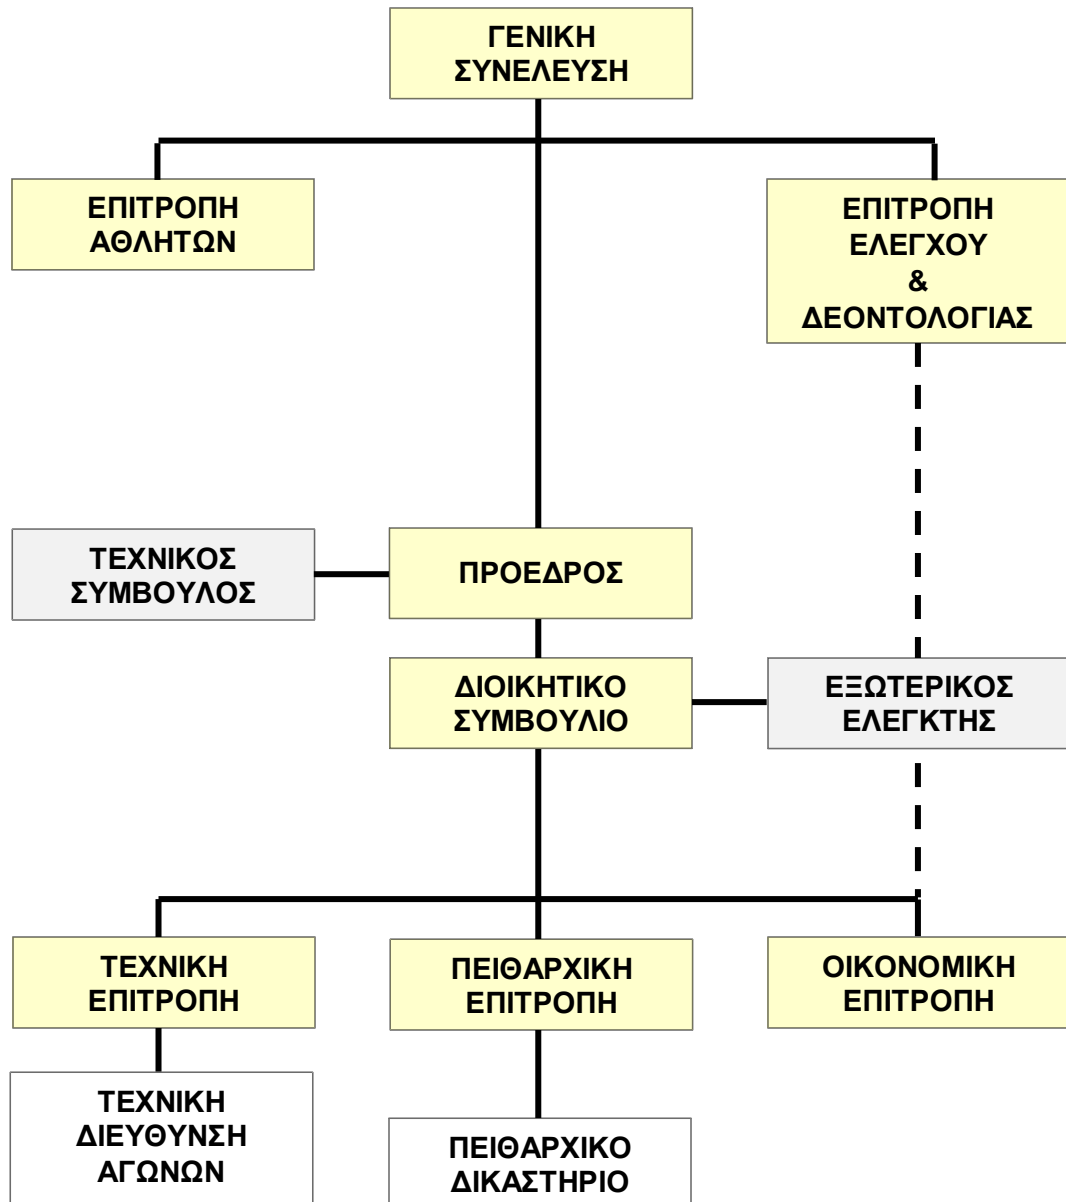 ΓΕΝΙΚΗ
ΣΥΝΕΛΕΥΣΗ
ΕΠΙΤΡΟΠΗ
ΑΘΛΗΤΩΝ
ΕΠΙΤΡΟΠΗ
ΕΛΕΓΧΟΥ
&
ΔΕΟΝΤΟΛΟΓΙΑΣ
ΤΕΧΝΙΚΟΣ
ΣΥΜΒΟΥΛΟΣ
ΠΡΟΕΔΡΟΣ
ΔΙΟΙΚΗΤΙΚΟ
ΣΥΜΒΟΥΛΙΟ
ΕΞΩΤΕΡΙΚΟΣ
ΕΛΕΓΚΤΗΣ
ΤΕΧΝΙΚΗ
ΕΠΙΤΡΟΠΗ
ΠΕΙΘΑΡΧΙΚΗ
ΕΠΙΤΡΟΠΗ
ΟΙΚΟΝΟΜΙΚΗ
ΕΠΙΤΡΟΠΗ
ΤΕΧΝΙΚΗ
ΔΙΕΥΘΥΝΣΗ
ΑΓΩΝΩΝ
ΠΕΙΘΑΡΧΙΚΟ
ΔΙΚΑΣΤΗΡΙΟ